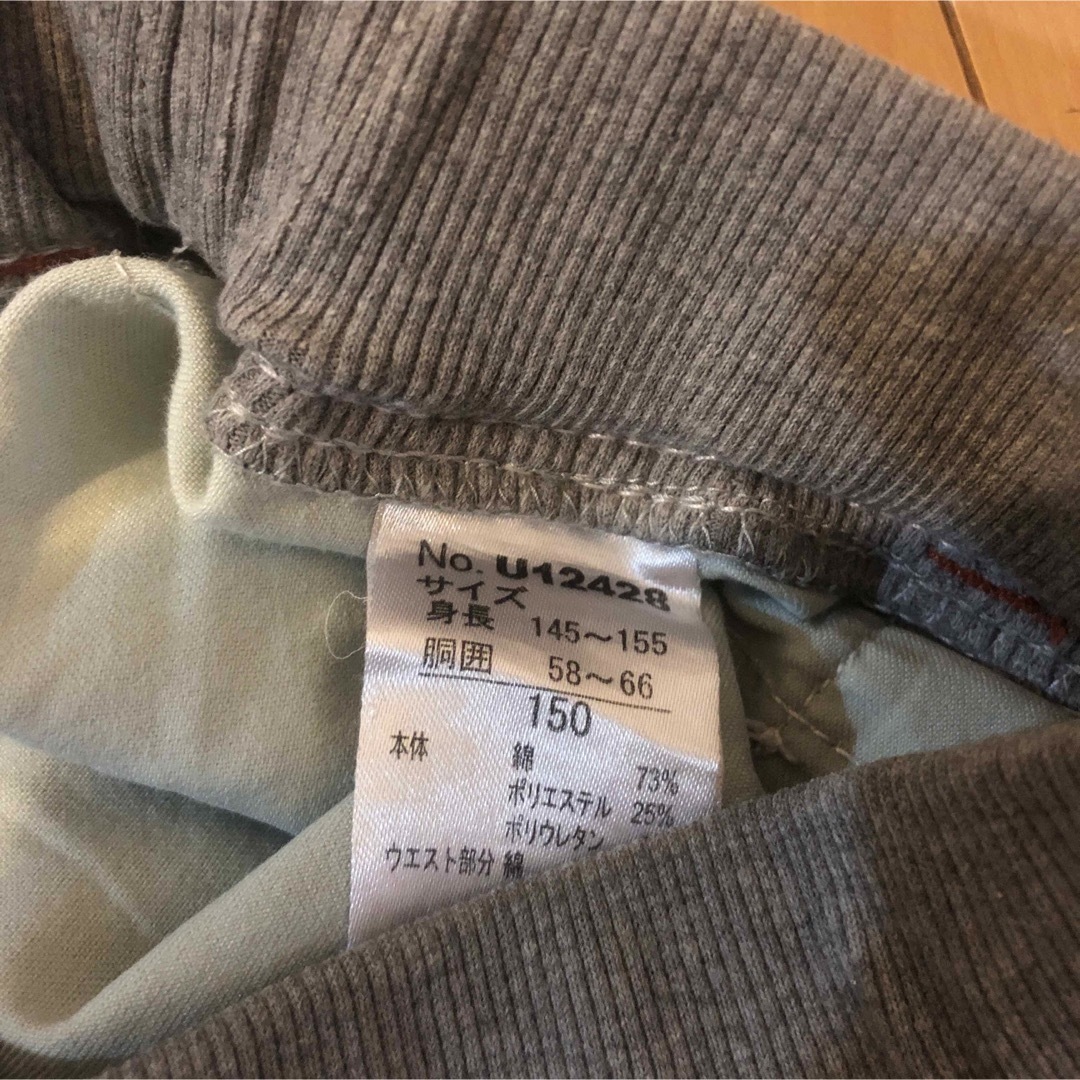 No. U12428
サイズ
身長 145～155
胴囲 58～66
150
本体 綿 73%
ポリエステル 25%
ポリウレタン
ウエスト部分 綿